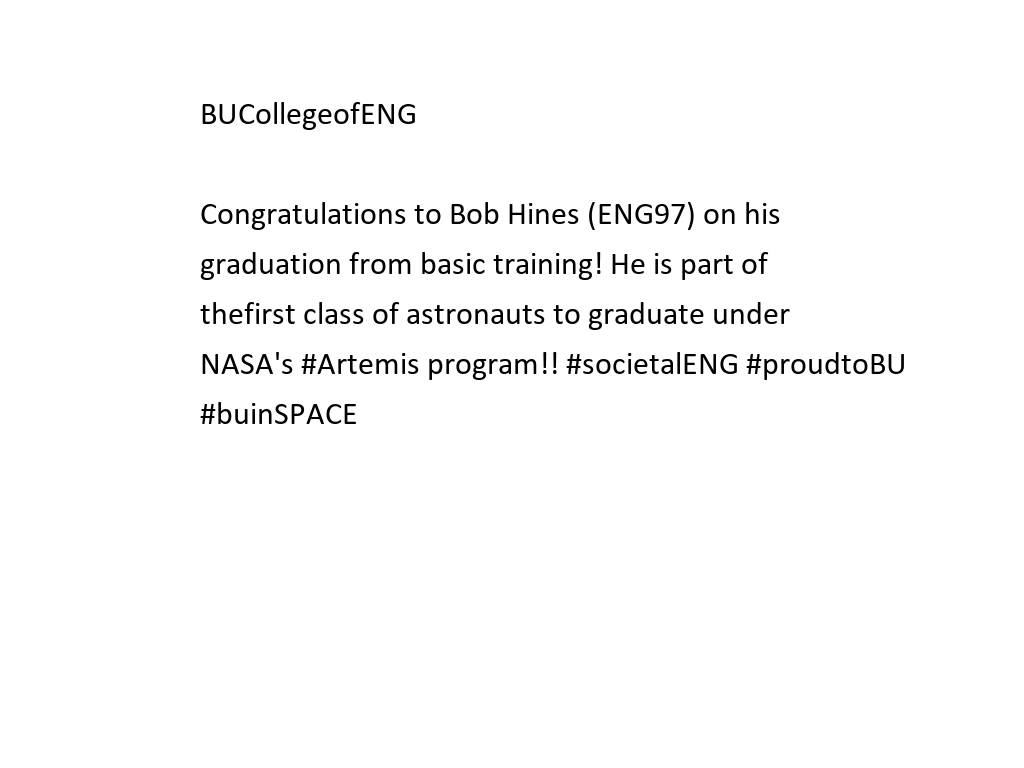 BUCollegeofENG
Congratulations to Bob Hines (ENG97) on his
graduation from basic training! He is part of
thefirst class of astronauts to graduate under
NASA's #Artemis program!! #societalENG #proudtoBU
#buinSPACE